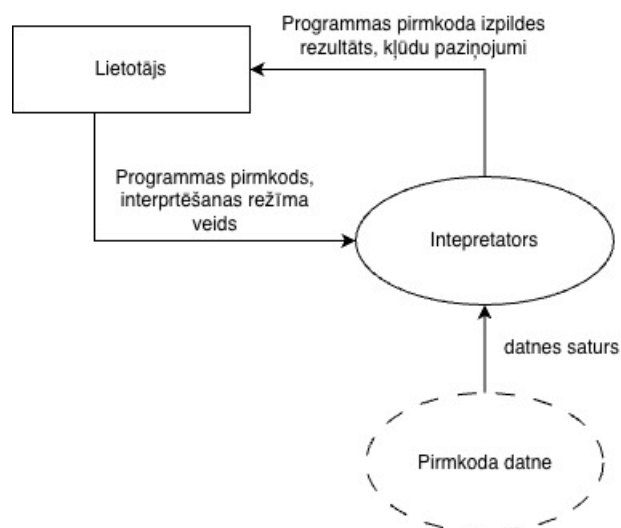 Programmas pirmkoda izpildes
rezultāts, kļūdu paziņojumi
Lietotājs
Programmas pirmkods,
interprtēšanas režīma
veids
Intepretators
datnes saturs
Pirmkoda datne